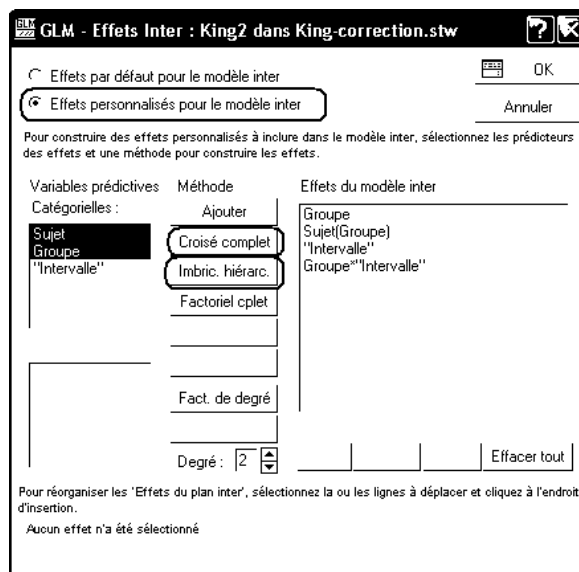 GLM - Effets Inter : King2 dans King-correction.stw
Effets par défaut pour le modèle inter
OK
Effets personnalisés pour le modèle inter
Annuler
Pour construire des effets personnalisés à inclure dans le modèle inter, sélectionnez les prédicteurs
des effets et une méthode pour construire les effets.
Variables prédictives
Méthode
Effets du modèle inter
Catégorielles :
Ajouter
Sujet
Groupe
"Intervalle"
Croisé complet
Imbric. hiérarc.
Factoriel cplet
Fact. de degré
Degré : 2
Groupe
Sujet(Groupe)
"Intervalle"
Groupe*"Intervalle"
Effacer tout
Pour réorganiser les 'Effets du plan inter', sélectionnez la ou les lignes à déplacer et cliquez à l'endroit
d'insertion.
Aucun effet n'a été sélectionné